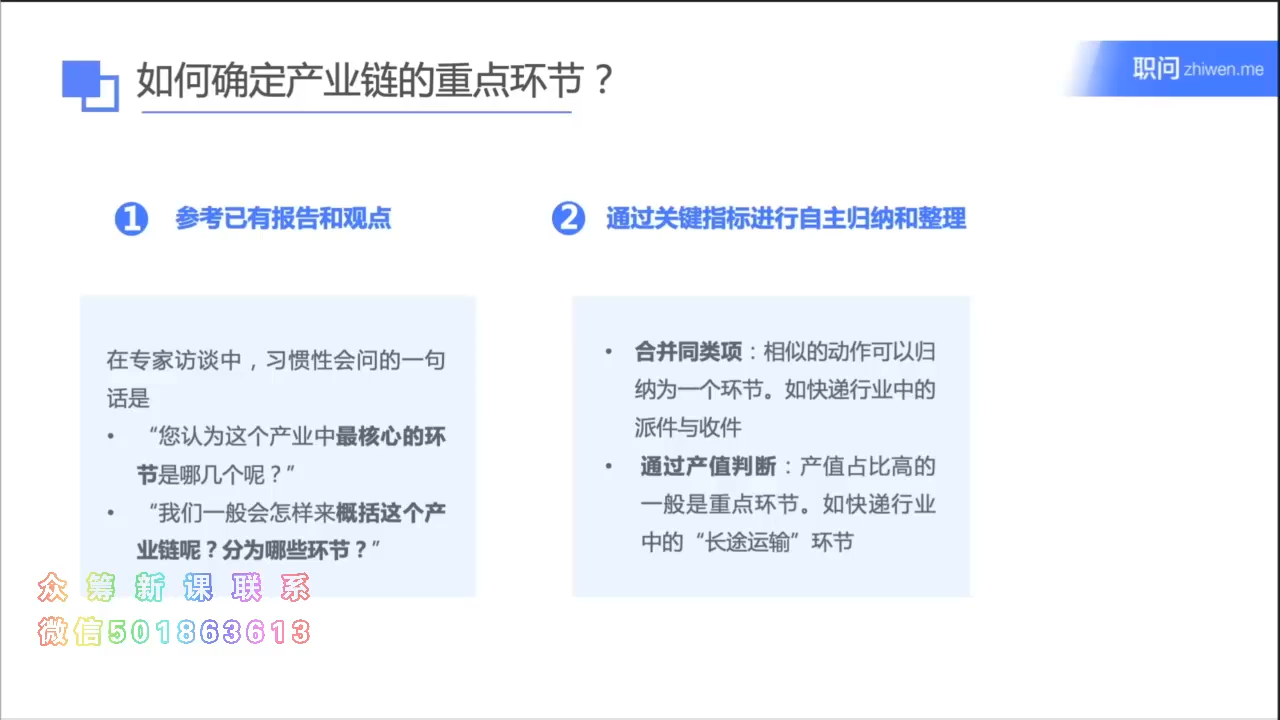 如何确定产业链的重点环节？
职问 zhiwen.me
1 参考已有报告和观点
在专家访谈中，习惯性会问的一句
话是
• “您认为这个产业中最核心的环
节是哪几个呢？”
• “我们一般会怎样来概括这个产
业链呢？分为哪些环节？”
2 通过关键指标进行自主归纳和整理
• 合并同类项：相似的动作可以归
纳为一个环节。如快递行业中的
派件与收件
• 通过产值判断：产值占比高的
一般是重点环节。如快递行业
中的“长途运输”环节
众筹新课联系
微信501863613